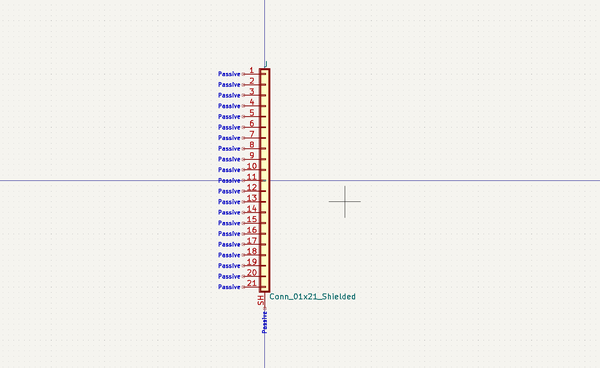 J
Passive 1
Passive 2
Passive 3
Passive 4
Passive 5
Passive 6
Passive 7
Passive 8
Passive 9
Passive 10
Passive 11
Passive 12
Passive 13
Passive 14
Passive 15
Passive 16
Passive 17
Passive 18
Passive 19
Passive 20
Passive 21
Conn_01x21_Shielded
SH
Passive